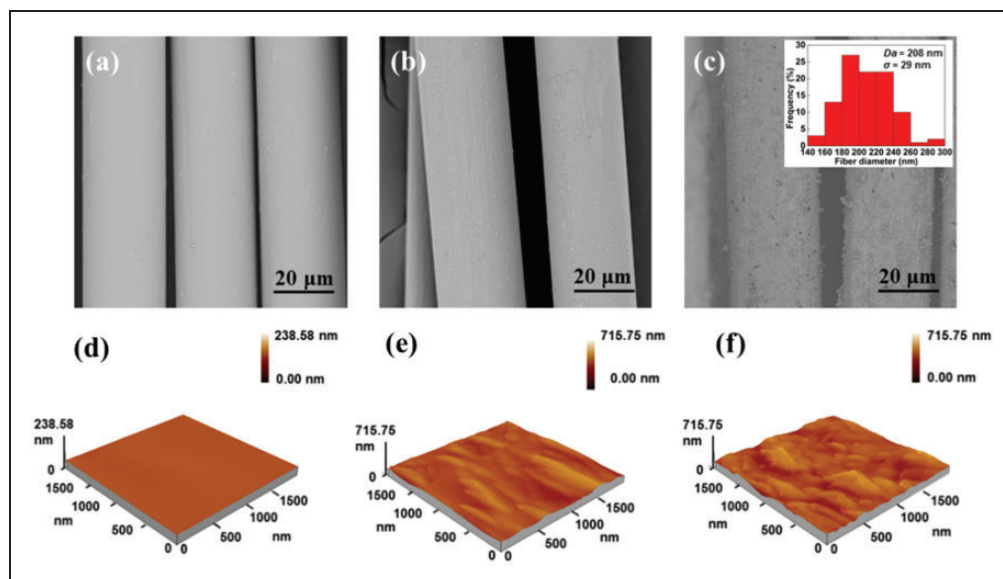 (a)
20 µm
(b)
20 µm
(c)
20 µm
Da = 208 nm
σ = 29 nm
Frequency (%)
30
25
20
15
10
5
0
140 160 180 200 220 240 260 280 300
Fiber diameter (nm)
(d)
238.58 nm
0.00 nm
238.58
nm
0
1500
1000
nm
500
0
0
500
1000
nm
1500
(e)
715.75 nm
0.00 nm
715.75
nm
0
1500
1000
nm
500
0
0
500
1000
nm
1500
(f)
715.75 nm
0.00 nm
715.75
nm
0
1500
1000
nm
500
0
0
500
1000
nm
1500